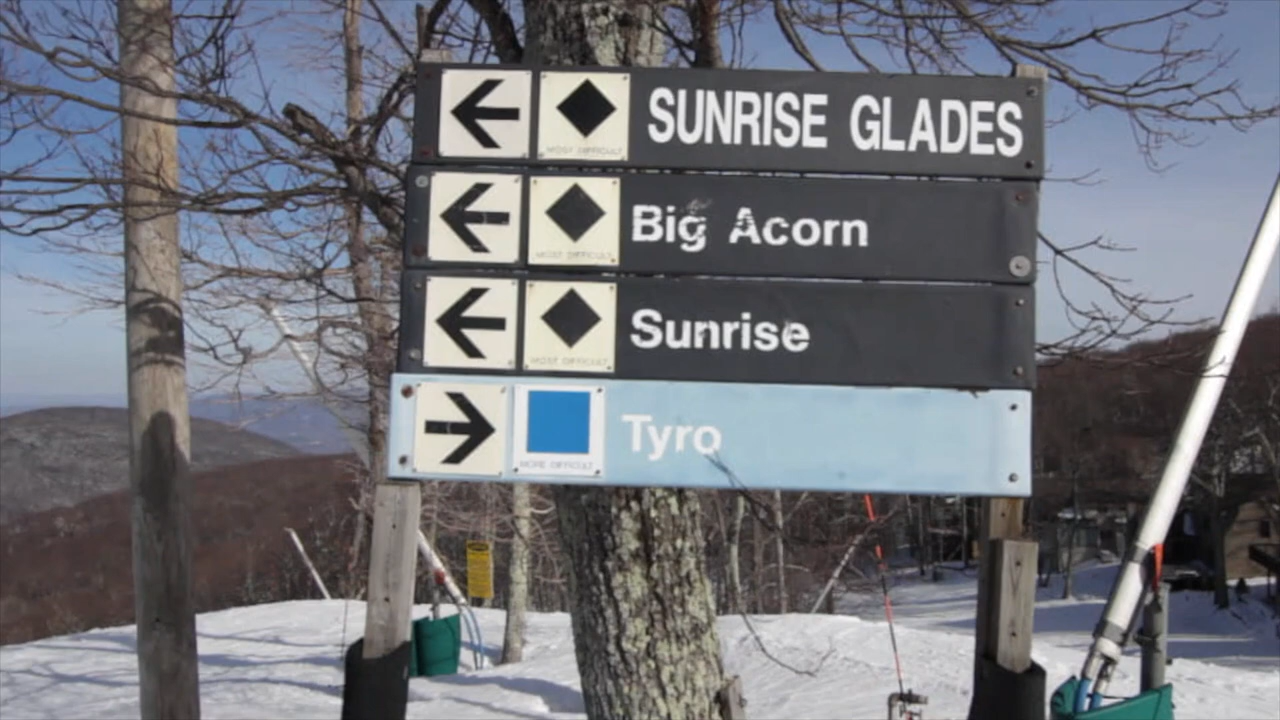 SUNRISE GLADES
MOST DIFFICULT
Big Acorn
MOST DIFFICULT
Sunrise
MOST DIFFICULT
Tyro
MORE DIFFICULT